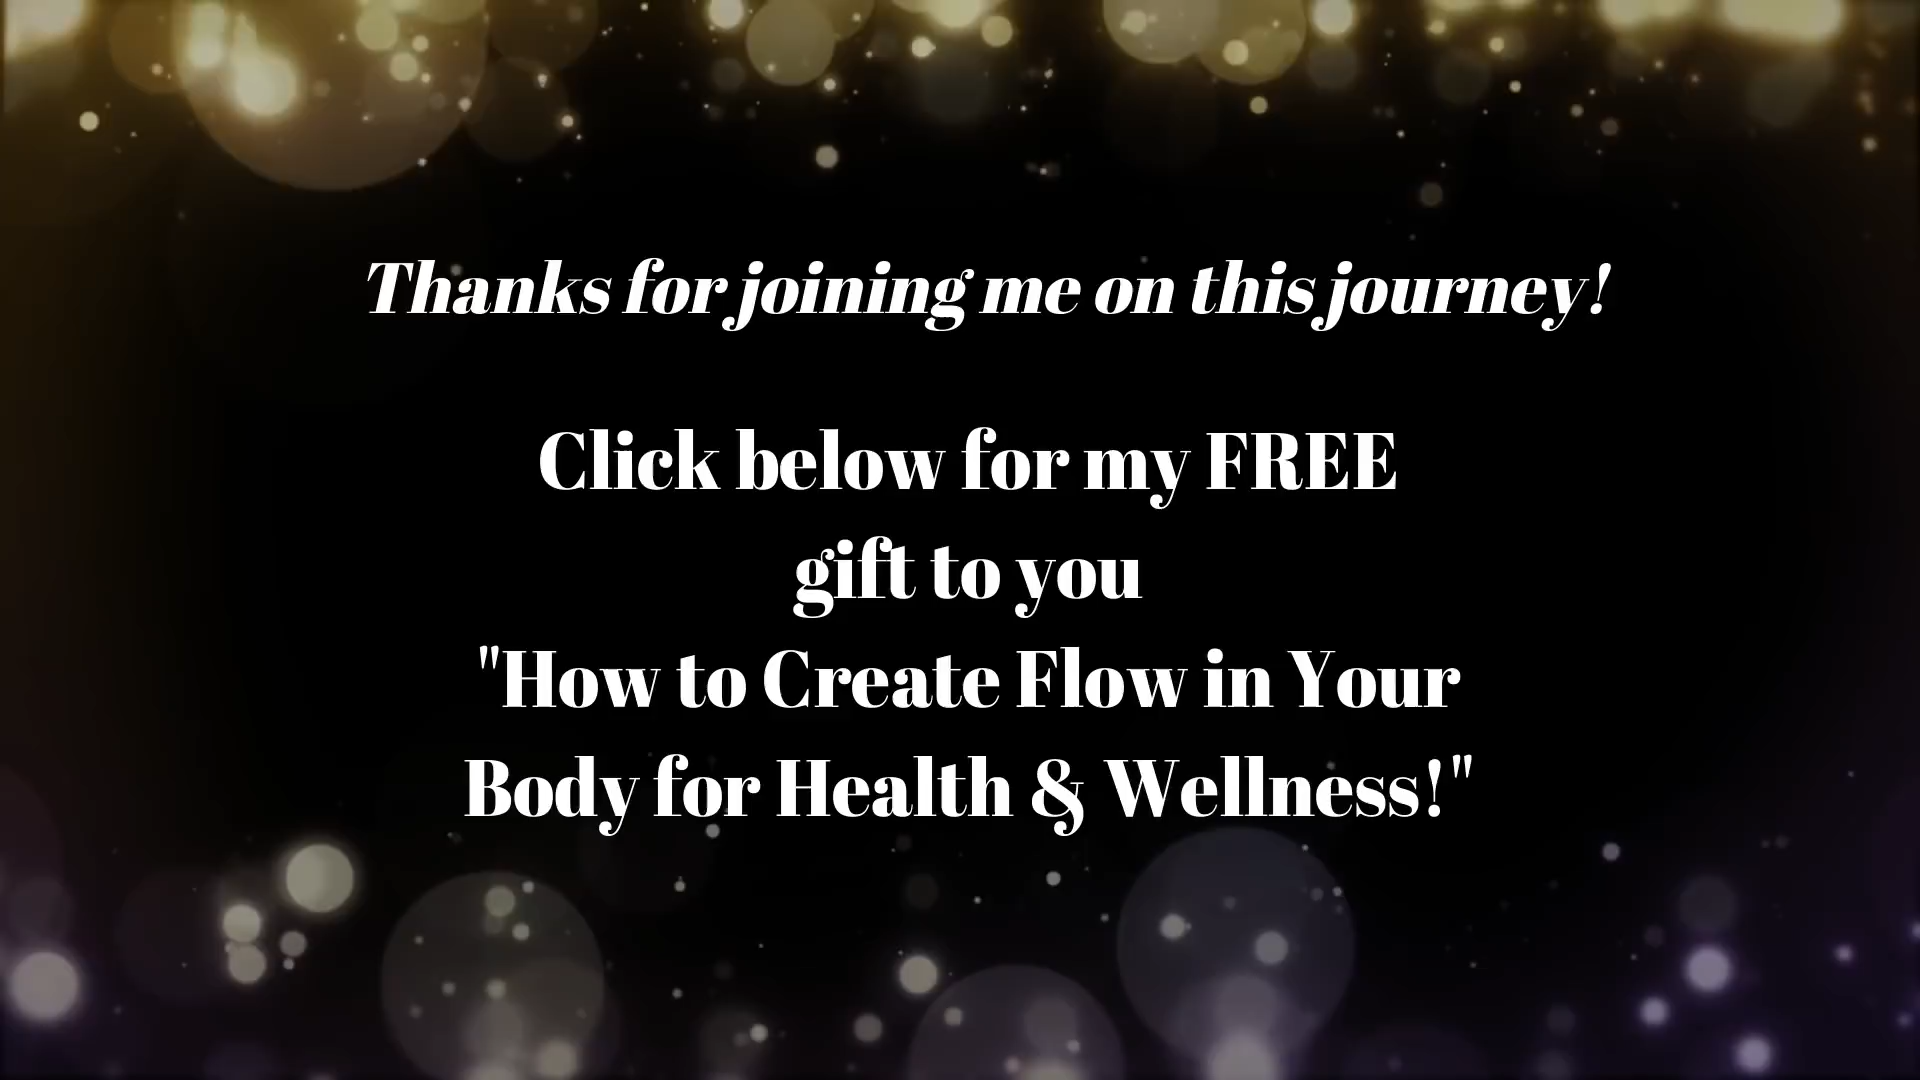 Thanks for joining me on this journey!
Click below for my FREE
gift to you
"How to Create Flow in Your
Body for Health & Wellness!"